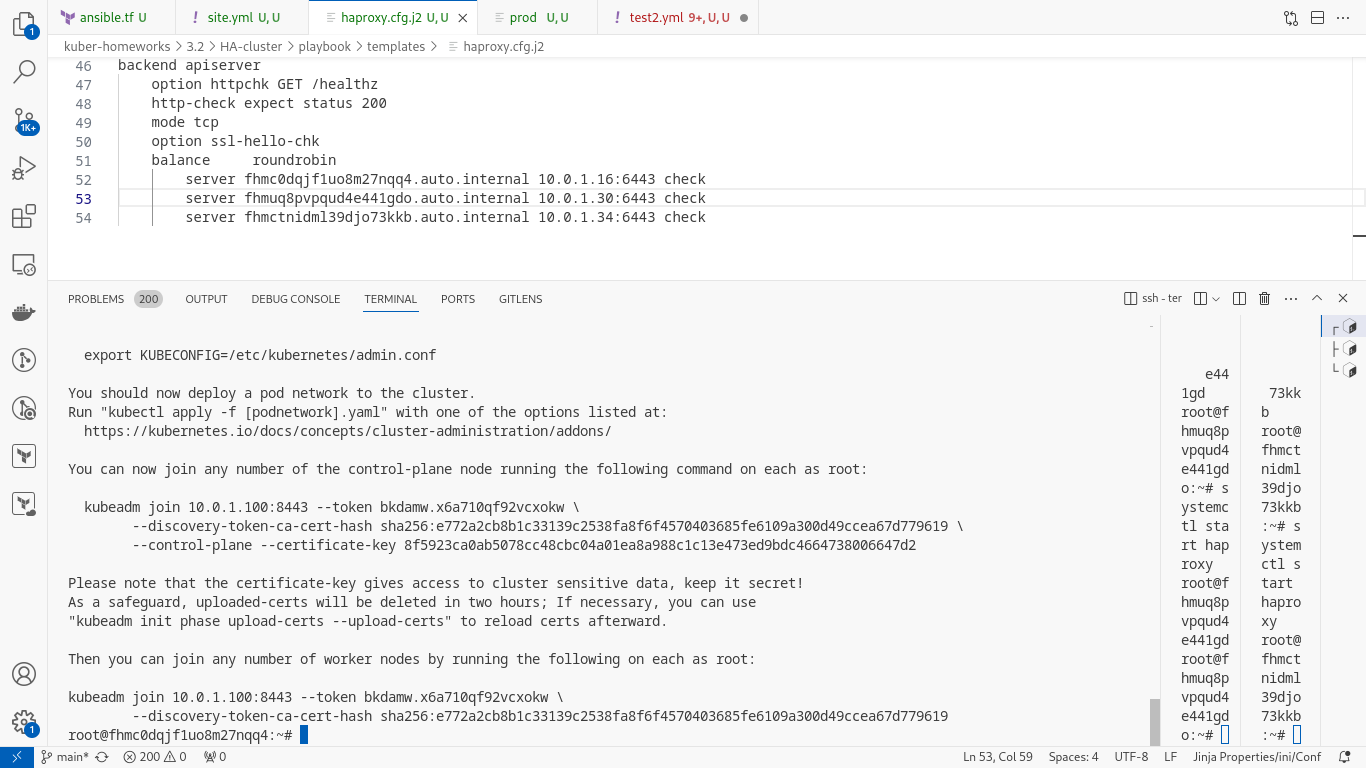 ansible.tf U
site.yml U, U
haproxy.cfg.j2 U, U
prod U, U
test2.yml 9+, U, U
kuber-homeworks > 3.2 > HA-cluster > playbook > templates > haproxy.cfg.j2
46 backend apiserver
47 option httpchk GET /healthz
48 http-check expect status 200
49 mode tcp
50 option ssl-hello-chk
51 balance     roundrobin
52 server fhmc0dqjf1uo8m27nqq4.auto.internal 10.0.1.16:6443 check
53 server fhmuq8pvpqud4e441gdo.auto.internal 10.0.1.30:6443 check
54 server fhmctnidml39djo73kkb.auto.internal 10.0.1.34:6443 check
1
1K+
1
PROBLEMS 200 OUTPUT DEBUG CONSOLE TERMINAL PORTS GITLENS
ssh - ter
export KUBECONFIG=/etc/kubernetes/admin.conf
You should now deploy a pod network to the cluster.
Run "kubectl apply -f [podnetwork].yaml" with one of the options listed at:
https://kubernetes.io/docs/concepts/cluster-administration/addons/
You can now join any number of the control-plane node running the following command on each as root:
kubeadm join 10.0.1.100:8443 --token bkdamw.x6a710qf92vcxokw \
--discovery-token-ca-cert-hash sha256:e772a2cb8b1c33139c2538fa8f6f4570403685fe6109a300d49ccea67d779619 \
--control-plane --certificate-key 8f5923ca0ab5078cc48cbc04a01ea8a988c1c13e473ed9bdc4664738006647d2
Please note that the certificate-key gives access to cluster sensitive data, keep it secret!
As a safeguard, uploaded-certs will be deleted in two hours; If necessary, you can use
"kubeadm init phase upload-certs --upload-certs" to reload certs afterward.
Then you can join any number of worker nodes by running the following on each as root:
kubeadm join 10.0.1.100:8443 --token bkdamw.x6a710qf92vcxokw \
--discovery-token-ca-cert-hash sha256:e772a2cb8b1c33139c2538fa8f6f4570403685fe6109a300d49ccea67d779619
root@fhmc0dqjf1uo8m27nqq4:~#
e44
1gd
root@f
hmuq8p
vpqud4
e441gd
o:~# s
ystemc
tl sta
rt hap
roxy
root@f
hmuq8p
vpqud4
e441gd
root@f
hmuq8p
vpqud4
e441gd
o:~#
73kk
b
root@
fhmct
nidml
39djo
73kkb
:~# s
ystem
ctl s
tart
hapro
xy
root@
fhmct
nidml
39djo
73kkb
:~#
main* 200 0 0 Ln 53, Col 59 Spaces: 4 UTF-8 LF Jinja Properties/ini/Conf